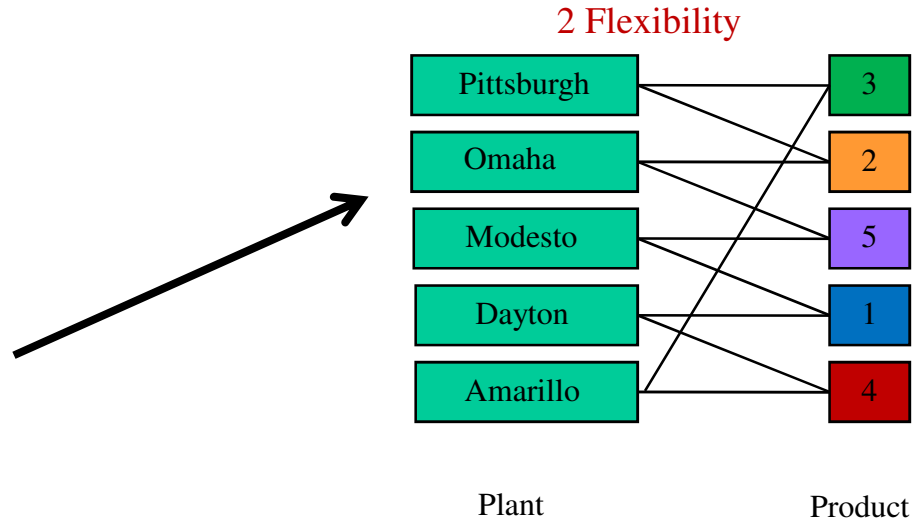 2 Flexibility
Pittsburgh 3
Omaha 2
Modesto 5
Dayton 1
Amarillo 4
Plant Product